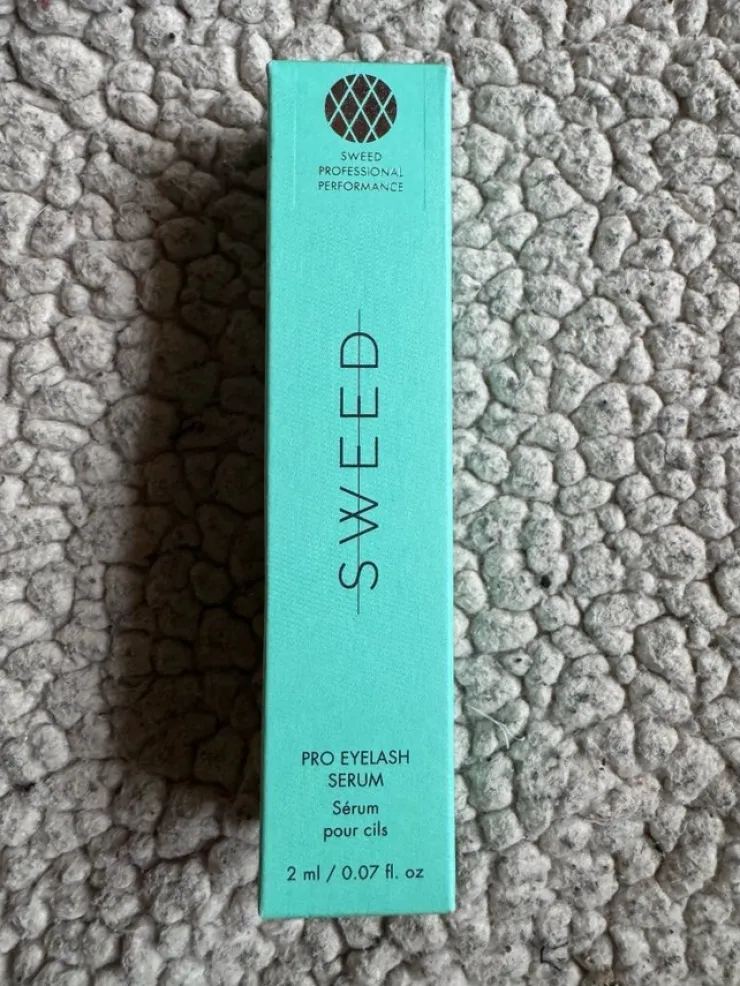 SWEED
PROFESSIONAL
PERFORMANCE
SWEED
PRO EYELASH
SERUM
Sérum
pour cils
2 ml / 0.07 fl. oz